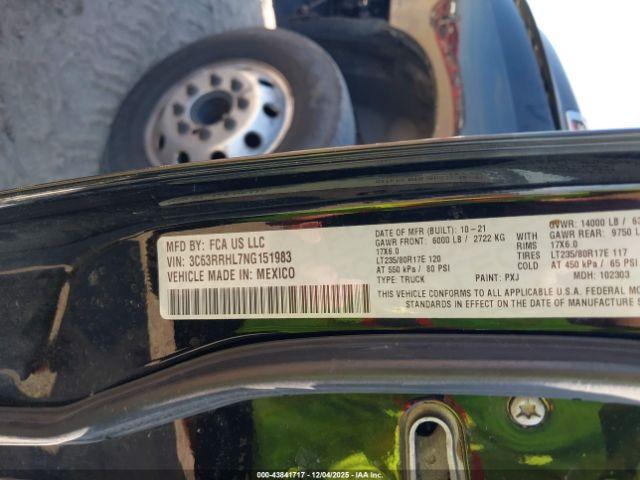 MFD BY: FCA US LLC
VIN: 3C63RRHL7NG151983
VEHICLE MADE IN: MEXICO
DATE OF MFR (BUILT): 10-21
GAWR FRONT: 6000 LB / 2722 KG WITH
17X6.0 RIMS
LT235/80R17E 120 TIRES
AT 550 kPa / 80 PSI COLD
TYPE: TRUCK PAINT: PXJ
GVWR: 14000 LB /
GAWR REAR: 9750
17X6.0
LT235/80R17E 117
AT 450 kPa / 65 PSI
MDH: 102303
THIS VEHICLE CONFORMS TO ALL APPLICABLE U.S.A. FEDERAL
STANDARDS IN EFFECT ON THE DATE OF MANUFACTURE
000-43841717 - 12/04/2025 - IAAI BRANCH